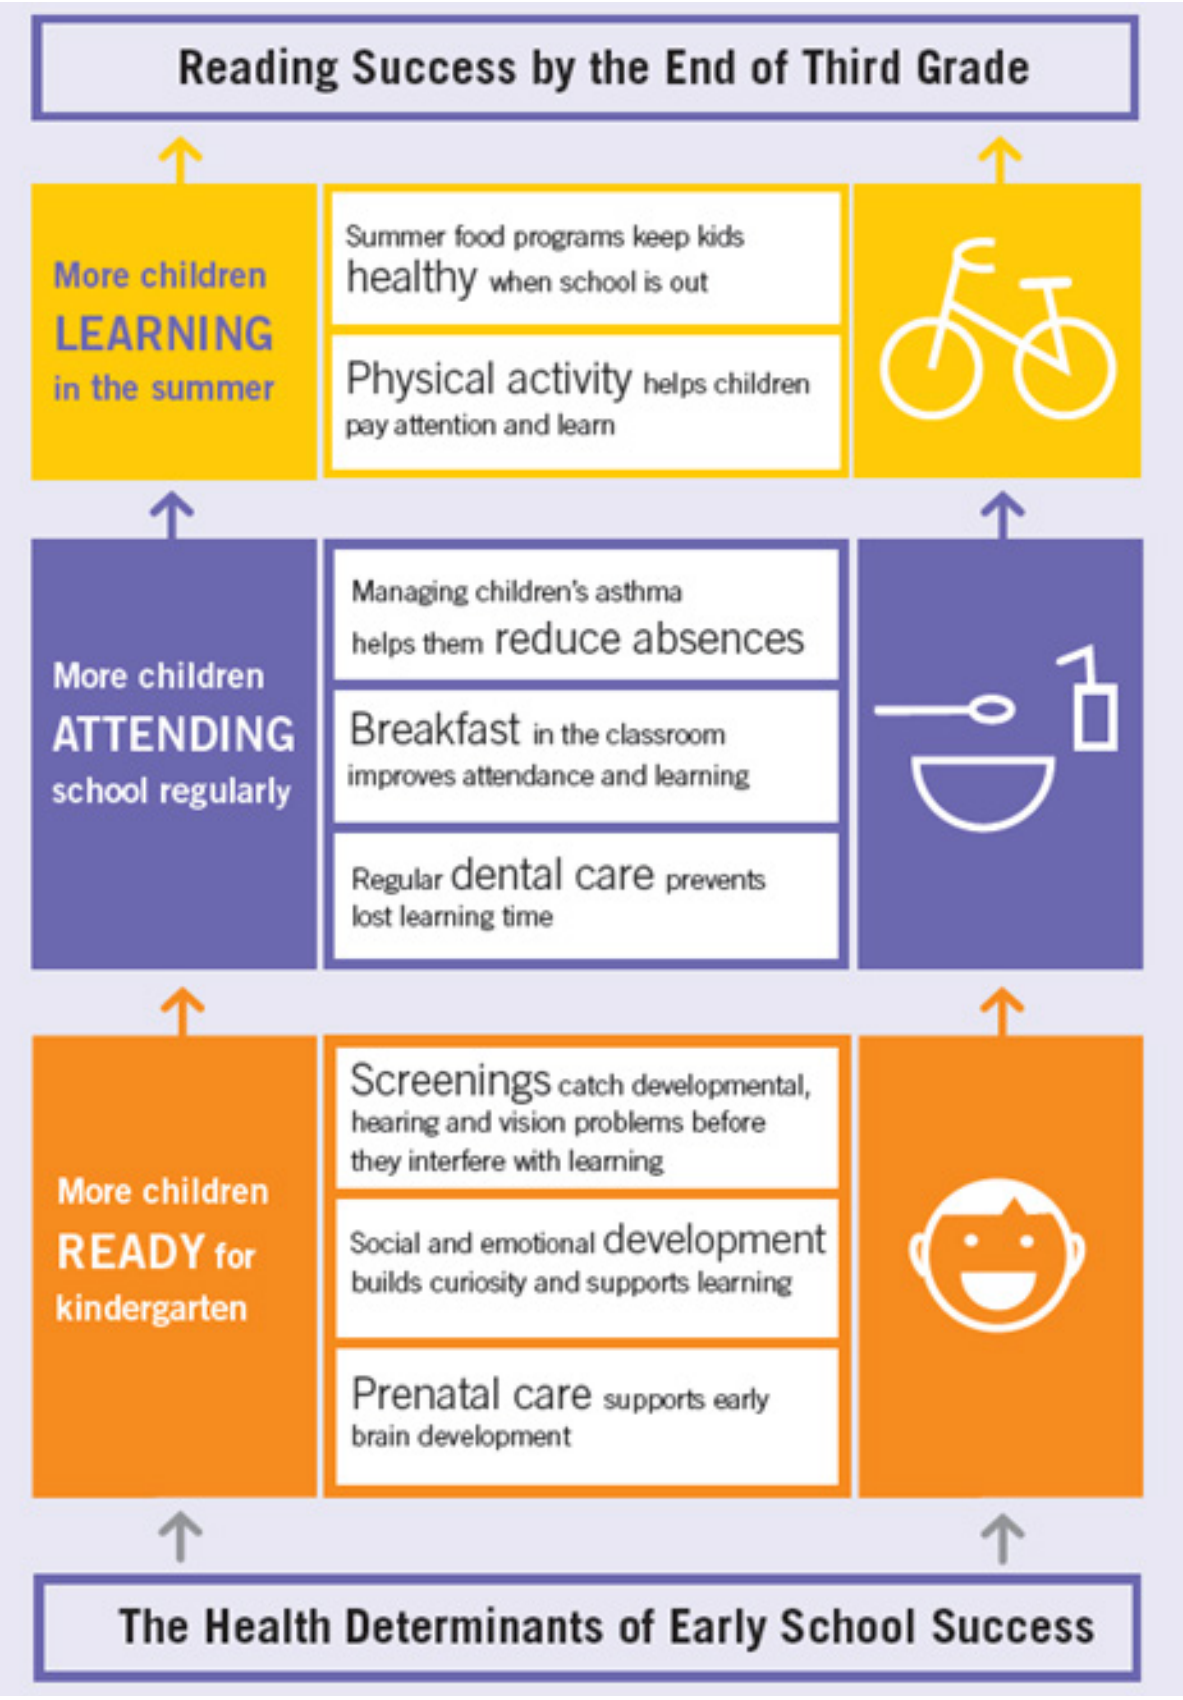 Reading Success by the End of Third Grade
More children
LEARNING
in the summer
Summer food programs keep kids
healthy when school is out
Physical activity helps children
pay attention and learn
More children
ATTENDING
school regularly
Managing children's asthma
helps them reduce absences
Breakfast in the classroom
improves attendance and learning
Regular dental care prevents
lost learning time
More children
READY for
kindergarten
Screenings catch developmental,
hearing and vision problems before
they interfere with learning
Social and emotional development
builds curiosity and supports learning
Prenatal care supports early
brain development
The Health Determinants of Early School Success